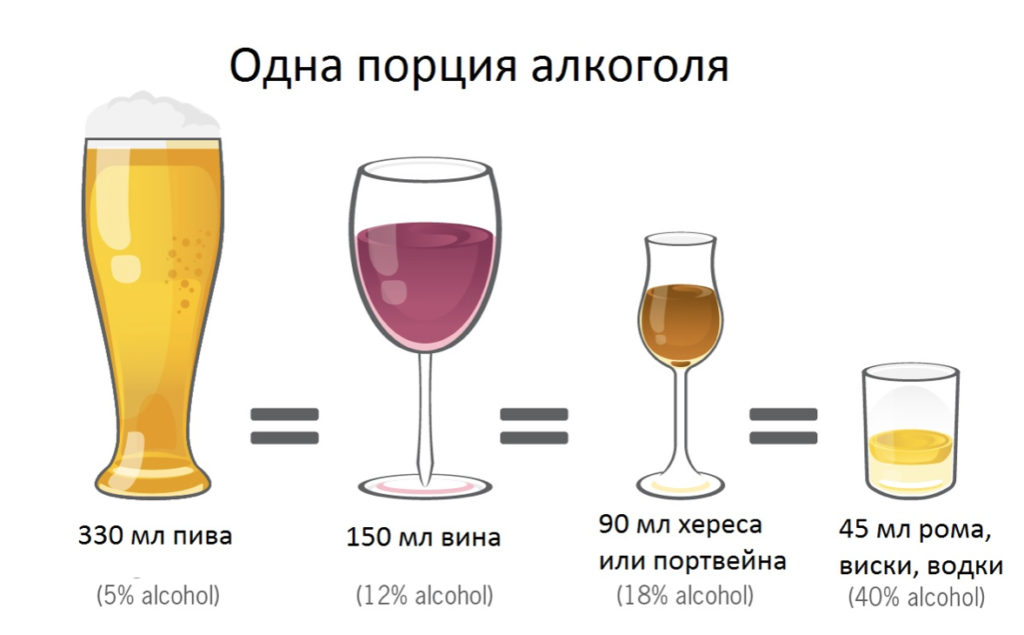 Одна порция алкоголя
330 мл пива
(5% alcohol)
150 мл вина
(12% alcohol)
90 мл хереса
или портвейна
(18% alcohol)
45 мл рома,
виски, водки
(40% alcohol)